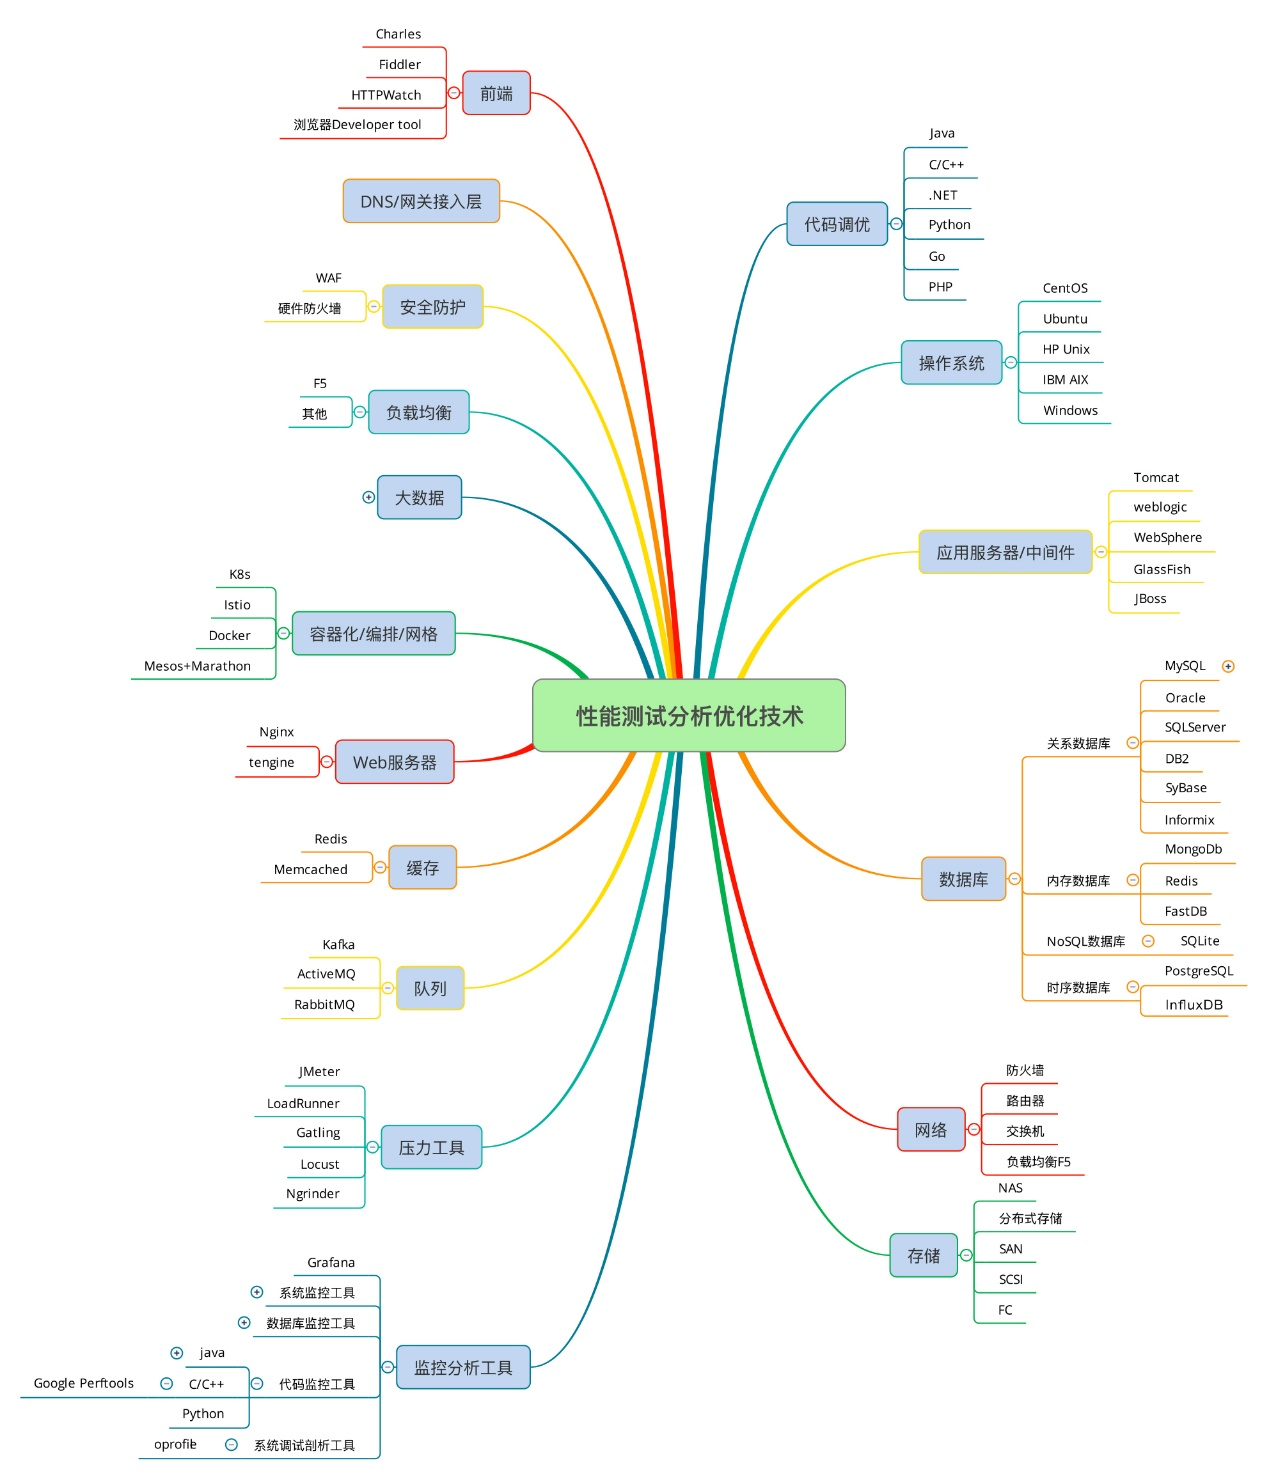 性能测试分析优化技术
前端
Charles
Fiddler
HTTPWatch
浏览器Developer tool
DNS/网关接入层
安全防护
WAF
硬件防火墙
负载均衡
F5
其他
大数据
容器化/编排/网格
K8s
Istio
Docker
Mesos+Marathon
Web服务器
Nginx
tengine
缓存
Redis
Memcached
队列
Kafka
ActiveMQ
RabbitMQ
压力工具
JMeter
LoadRunner
Gatling
Locust
Ngrinder
监控分析工具
Grafana
系统监控工具
数据库监控工具
代码监控工具
java
C/C++
Google Perftools
Python
系统调试剖析工具
oprofile
代码调优
Java
C/C++
.NET
Python
Go
PHP
操作系统
CentOS
Ubuntu
HP Unix
IBM AIX
Windows
应用服务器/中间件
Tomcat
weblogic
WebSphere
GlassFish
JBoss
数据库
关系数据库
MySQL
Oracle
SQLServer
DB2
SyBase
Informix
内存数据库
MongoDb
Redis
FastDB
NoSQL数据库
SQLite
时序数据库
PostgreSQL
InfluxDB
网络
防火墙
路由器
交换机
负载均衡F5
存储
NAS
分布式存储
SAN
SCSI
FC